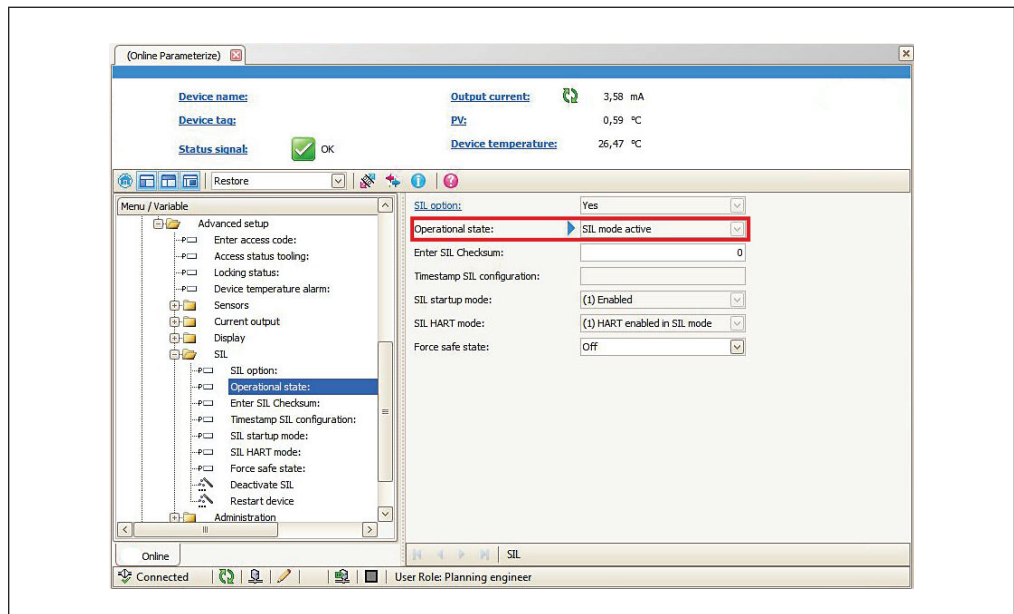 (Online Parameterize)
Device name:
Output current: 3,58 mA
Device tag:
PV: 0,59 °C
Status signal: OK
Device temperature: 26,47 °C
Restore
Menu / Variable
Advanced setup
Enter access code:
Access status tooling:
Locking status:
Device temperature alarm:
Sensors
Current output
Display
SIL
SIL option:
Operational state:
Enter SIL Checksum:
Timestamp SIL configuration:
SIL startup mode:
SIL HART mode:
Force safe state:
Deactivate SIL
Restart device
Administration
SIL option: Yes
Operational state: SIL mode active
Enter SIL Checksum: 0
Timestamp SIL configuration:
SIL startup mode: (1) Enabled
SIL HART mode: (1) HART enabled in SIL mode
Force safe state: Off
Online
SIL
Connected
User Role: Planning engineer